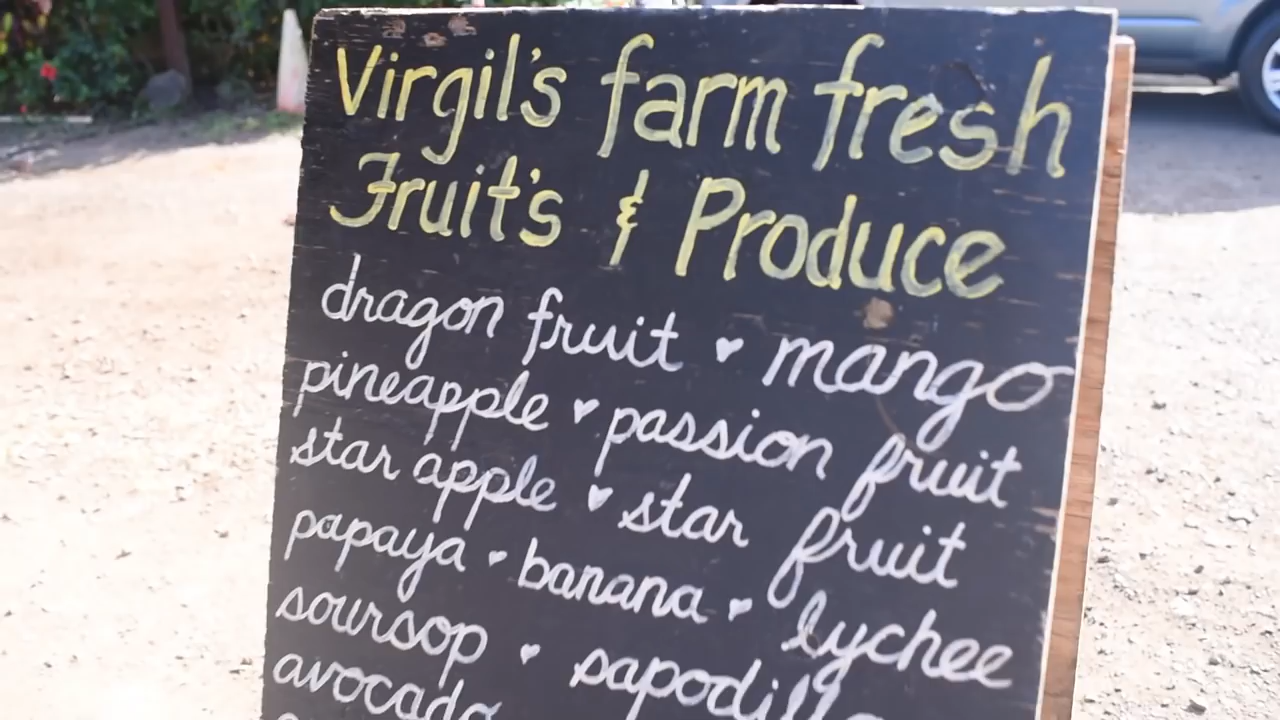 Virgil's farm fresh
Fruit's & Produce
dragon fruit ♥ mango
pineapple ♥ passion fruit
star apple ♥ star fruit
papaya ♥ banana ♥ lychee
soursop ♥ sapodilla
avocado